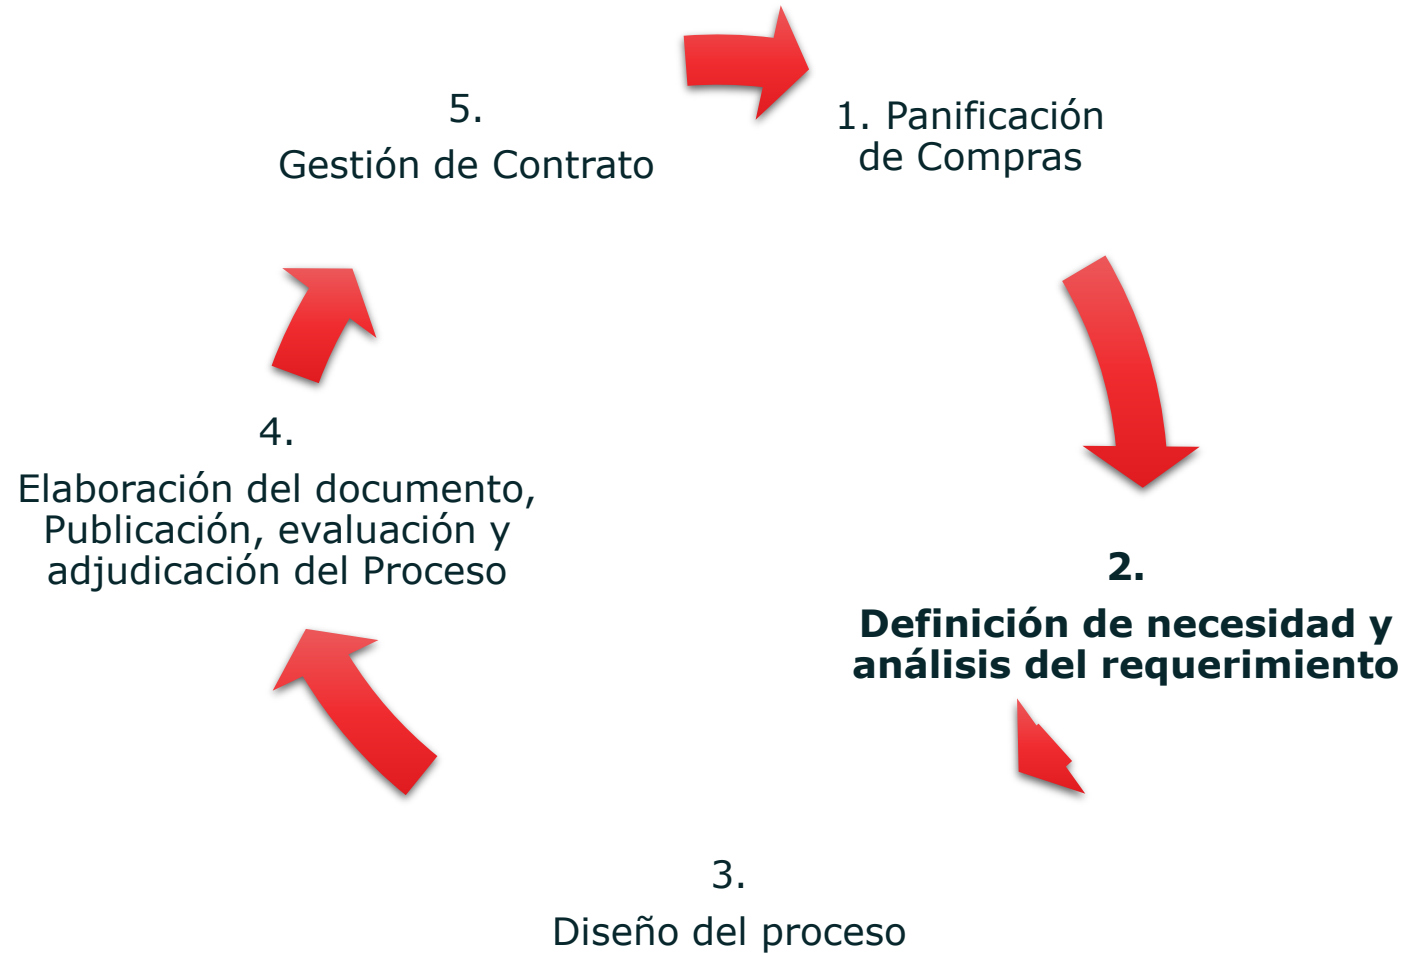 1. Panificación
de Compras
2.
Definición de necesidad y
análisis del requerimiento
3.
Diseño del proceso
4.
Elaboración del documento,
Publicación, evaluación y
adjudicación del Proceso
5.
Gestión de Contrato